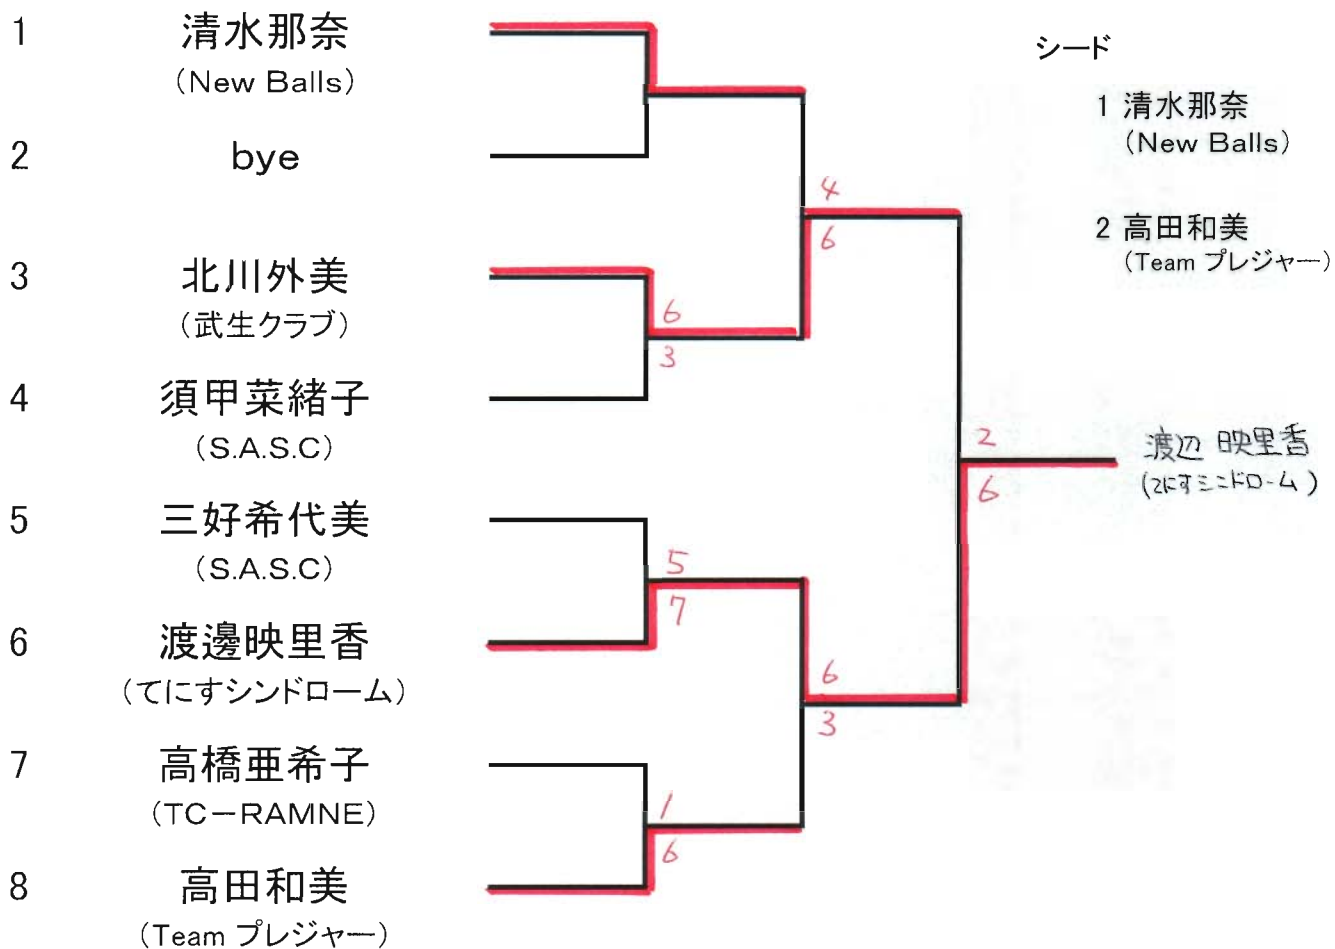 1 清水那奈
(New Balls)
2 bye
3 北川外美
(武生クラブ)
4 須甲菜緒子
(S.A.S.C)
5 三好希代美
(S.A.S.C)
6 渡邊映里香
(てにすシンドローム)
7 高橋亜希子
(TC-RAMNE)
8 高田和美
(Team プレジャー)
6
3
5
7
1
6
4
6
6
3
2
6
渡辺 映里香
(てにすシンドローム)
シード
1 清水那奈
(New Balls)
2 高田和美
(Team プレジャー)